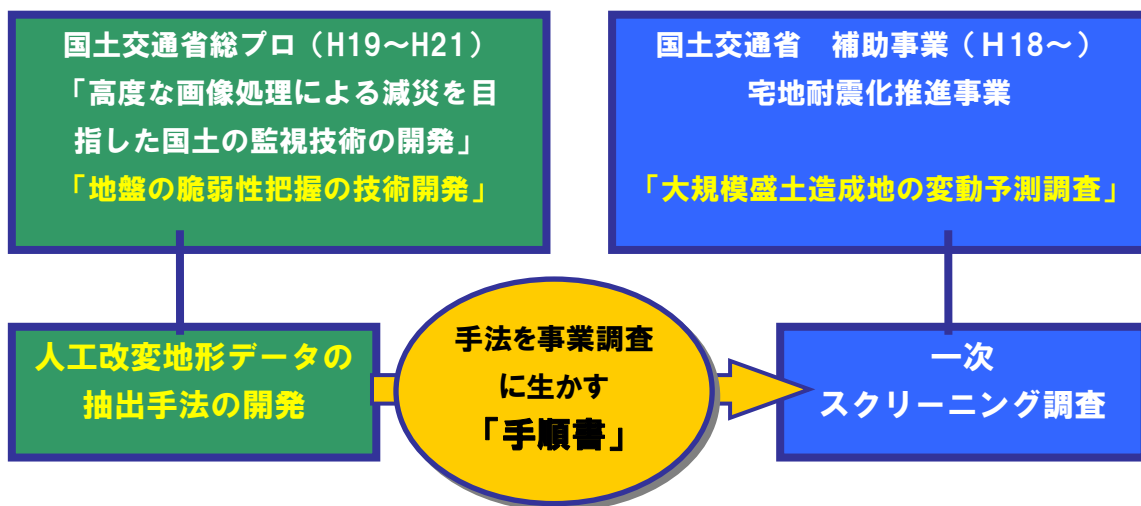 国土交通省総プロ（H19～H21）
「高度な画像処理による減災を目
指した国土の監視技術の開発」
「地盤の脆弱性把握の技術開発」
国土交通省　補助事業（Ｈ18～）
宅地耐震化推進事業
「大規模盛土造成地の変動予測調査」
人工改変地形データの
抽出手法の開発
手法を事業調査
に生かす
「手順書」
一次
スクリーニング調査